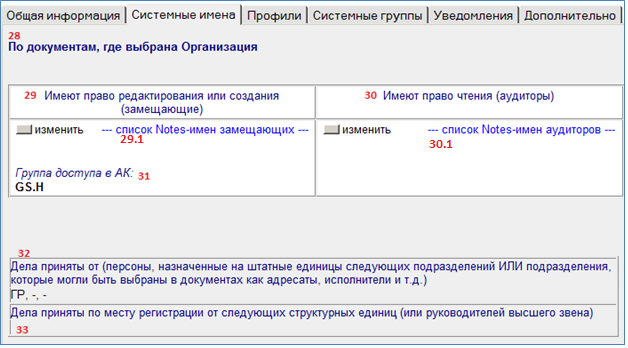 Общая информация Системные имена Профили Системные группы Уведомления Дополнительно
28
По документам, где выбрана Организация
29 Имеют право редактирования или создания 30 Имеют право чтения (аудиторы)
(замещающие)
изменить --- список Notes-имен замещающих --- изменить --- список Notes-имен аудиторов ---
29.1 30.1
Группа доступа в АК: 31
GS.H
32
Дела приняты от (персоны, назначенные на штатные единицы следующих подразделений ИЛИ подразделения,
которые могли быть выбраны в документах как адресаты, исполнители и т.д.)
ГР, -, -
Дела приняты по месту регистрации от следующих структурных единиц (или руководителей высшего звена)
33